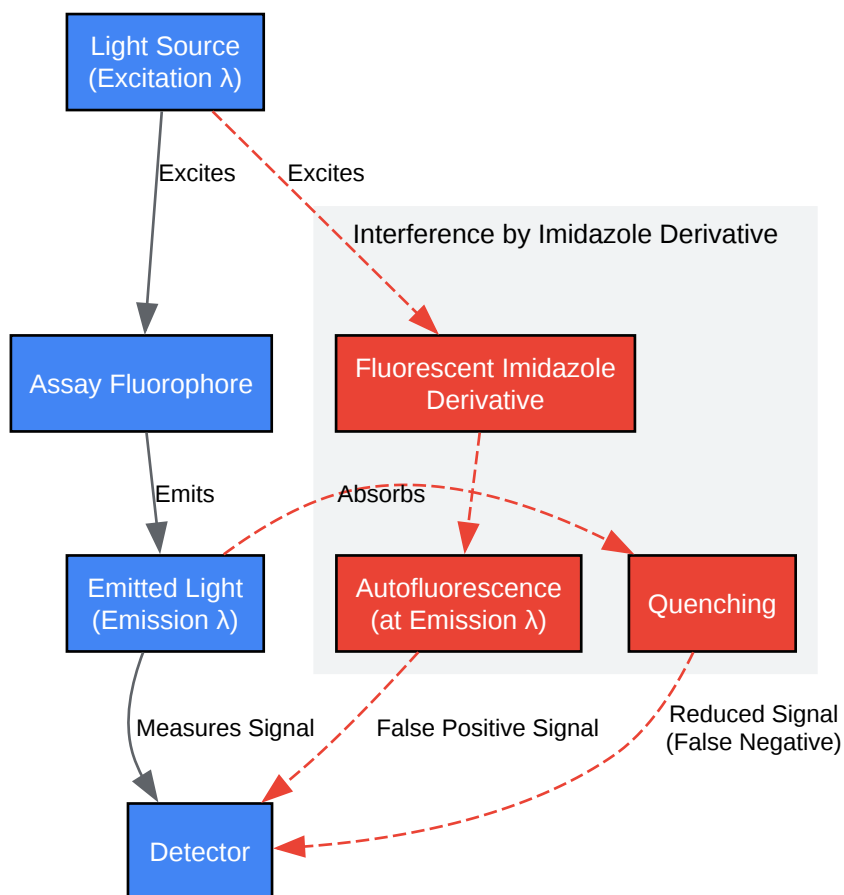 Light Source
(Excitation λ)
Excites
Excites
Interference by Imidazole Derivative
Assay Fluorophore
Fluorescent Imidazole
Derivative
Emits
Absorbs
Emitted Light
(Emission λ)
Autofluorescence
(at Emission λ)
Quenching
Measures Signal
False Positive Signal
Reduced Signal
(False Negative)
Detector